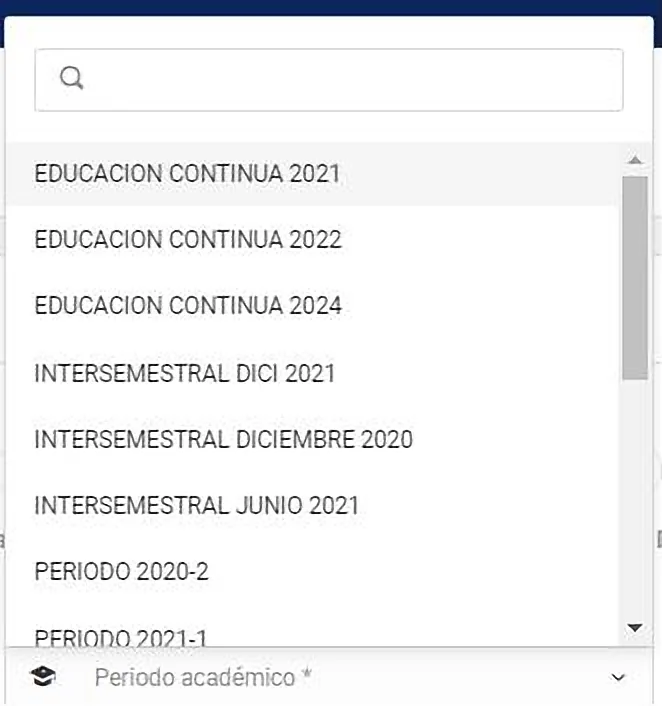 EDUCACION CONTINUA 2021
EDUCACION CONTINUA 2022
EDUCACION CONTINUA 2024
INTERSEMESTRAL DICI 2021
INTERSEMESTRAL DICIEMBRE 2020
INTERSEMESTRAL JUNIO 2021
PERIODO 2020-2
PERIODO 2021-1
Periodo académico *